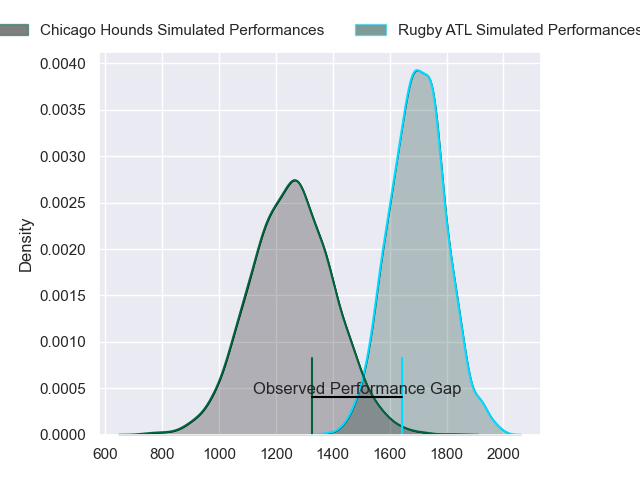 Chicago Hounds Simulated Performances
Rugby ATL Simulated Performances
0.0040
0.0035
0.0030
0.0025
0.0020
0.0015
0.0010
0.0005
0.0000
Density
Observed Performance Gap
600 800 1000 1200 1400 1600 1800 2000